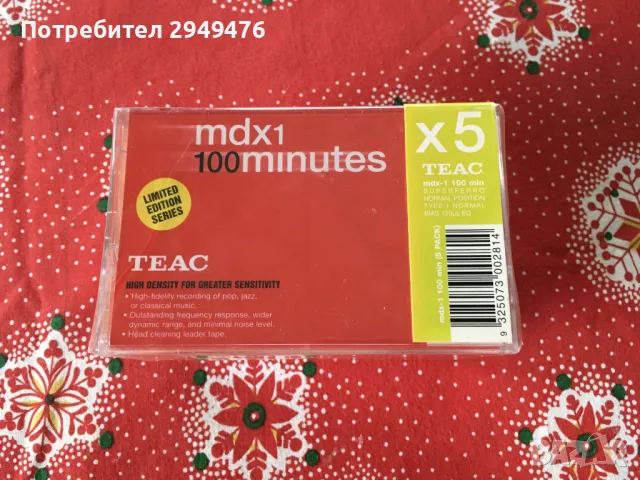 Потребител 2949476
mdx1
100minutes
LIMITED
EDITION
SERIES
TEAC
HIGH DENSITY FOR GREATER SENSITIVITY
• High-fidelity recording of pop, jazz,
or classical music.
• Outstanding frequency response, wider
dynamic range, and minimal noise level.
• Head cleaning leader tape.
X5
TEAC
mdx-1 100 min
SUPERFERRO
NORMAL POSITION
TYPE I NORMAL
BIAS 120µs EQ
mdx-1 100 min (5 PACK)
9 325073 002814